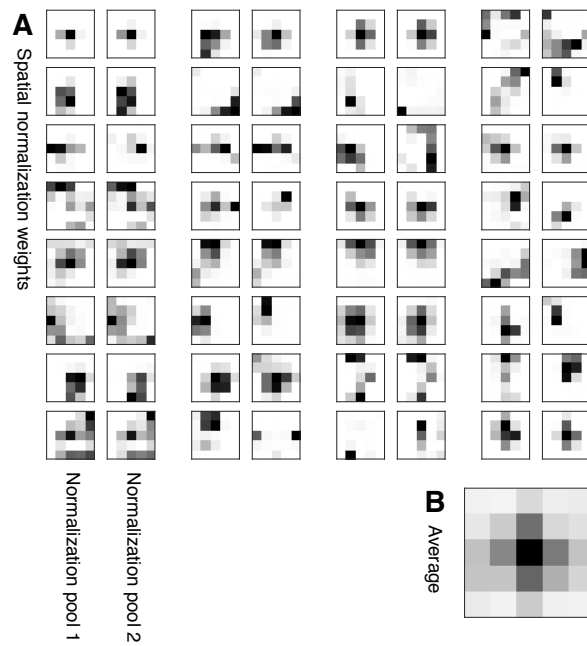 A
Spatial normalization weights
Normalization pool 1
Normalization pool 2
B
Average